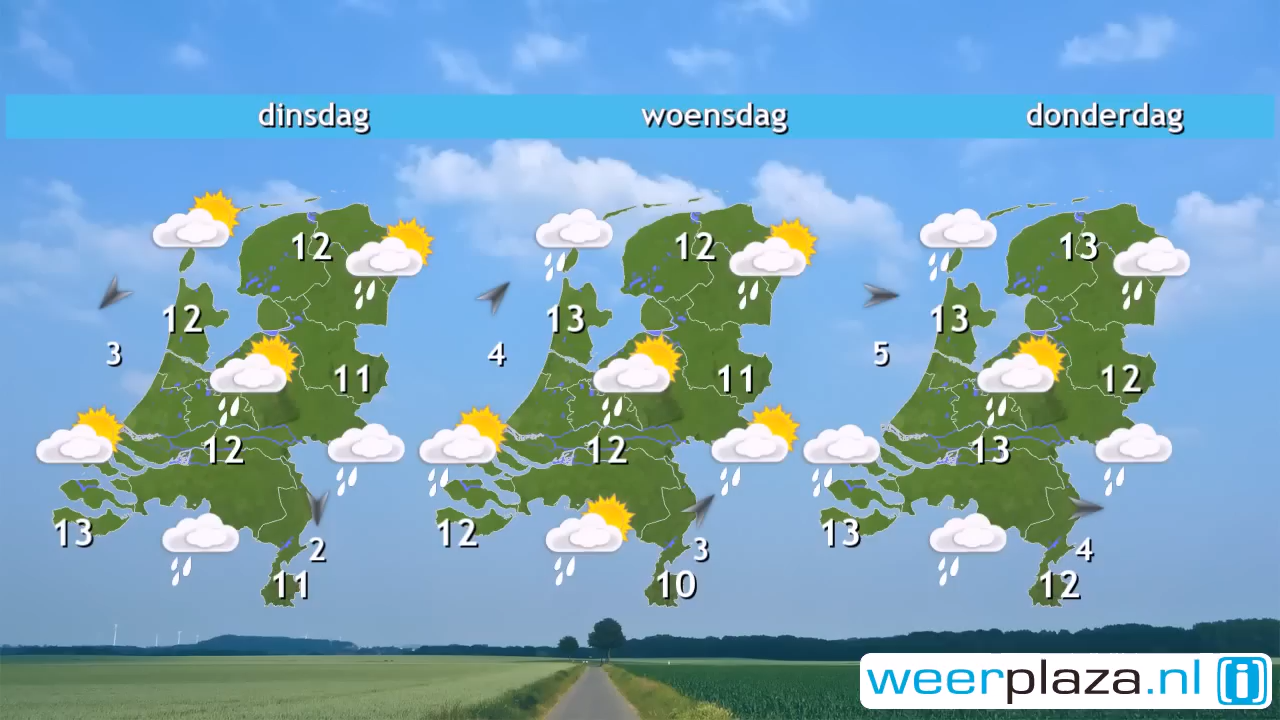 dinsdag woensdag donderdag
12 12 13
12 13 13
3 4 5
11 11 12
12 12 13
13 12 13
2 3 4
11 10 12
weerplaza.nl